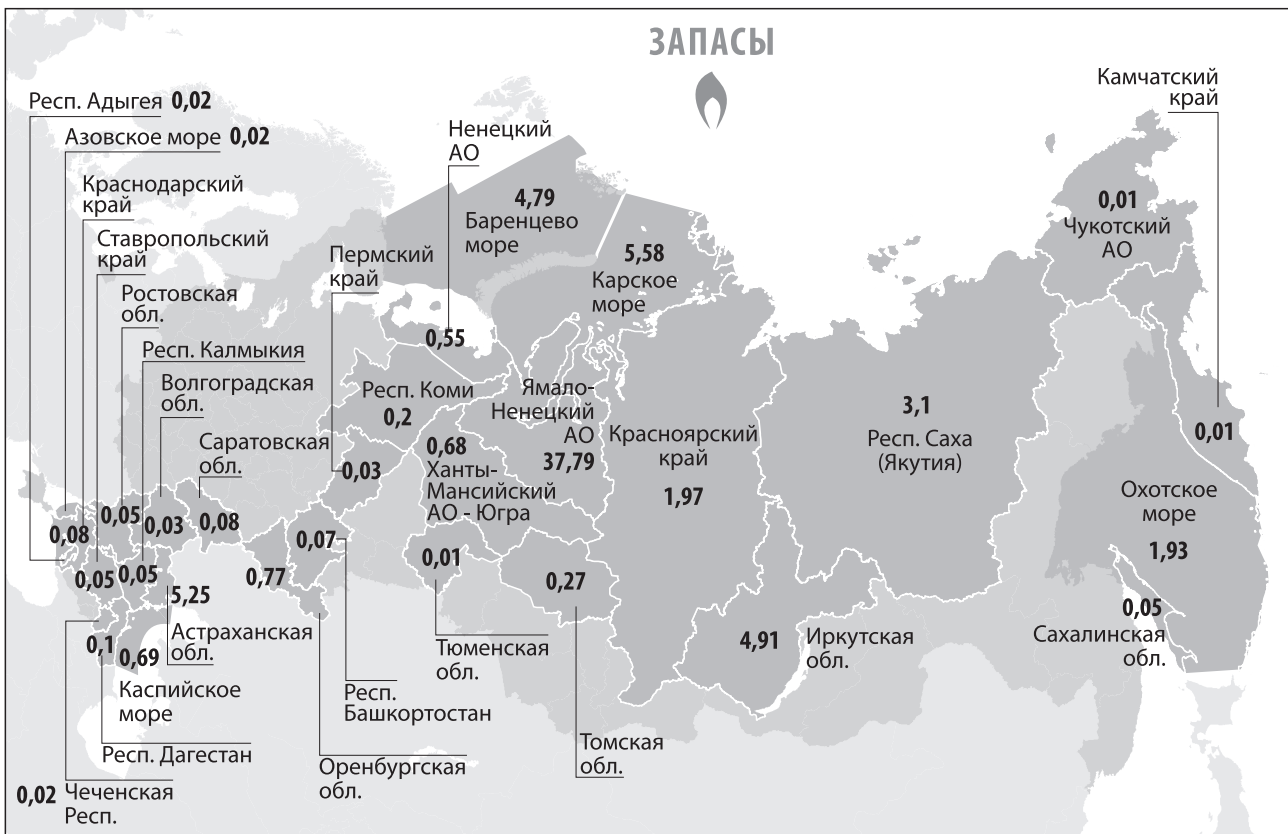 ЗАПАСЫ
Респ. Адыгея 0,02
Азовское море 0,02
Краснодарский
край
Ставропольский
край
Ростовская
обл.
Респ. Калмыкия
Волгоградская
обл.
Саратовская
обл.
Пермский
край
Ненецкий
АО
4,79
Баренцево
море
5,58
Карское
море
Камчатский
край
0,01
Чукотский
АО
0,55
Респ. Коми
0,2
0,03
0,68
Ханты-
Мансийский
АО - Югра
Ямало-
Ненецкий
АО
37,79
Красноярский
край
1,97
3,1
Респ. Саха
(Якутия)
0,01
Охотское
море
1,93
0,05
Сахалинская
обл.
0,08
0,05
0,03
0,08
0,05
0,05
5,25
Астраханская
обл.
0,1
0,69
Каспийское
море
Респ. Дагестан
0,02 Чеченская
Респ.
0,77
0,07
Респ.
Башкортостан
Оренбургская
обл.
0,01
Тюменская
обл.
0,27
Томская
обл.
4,91
Иркутская
обл.